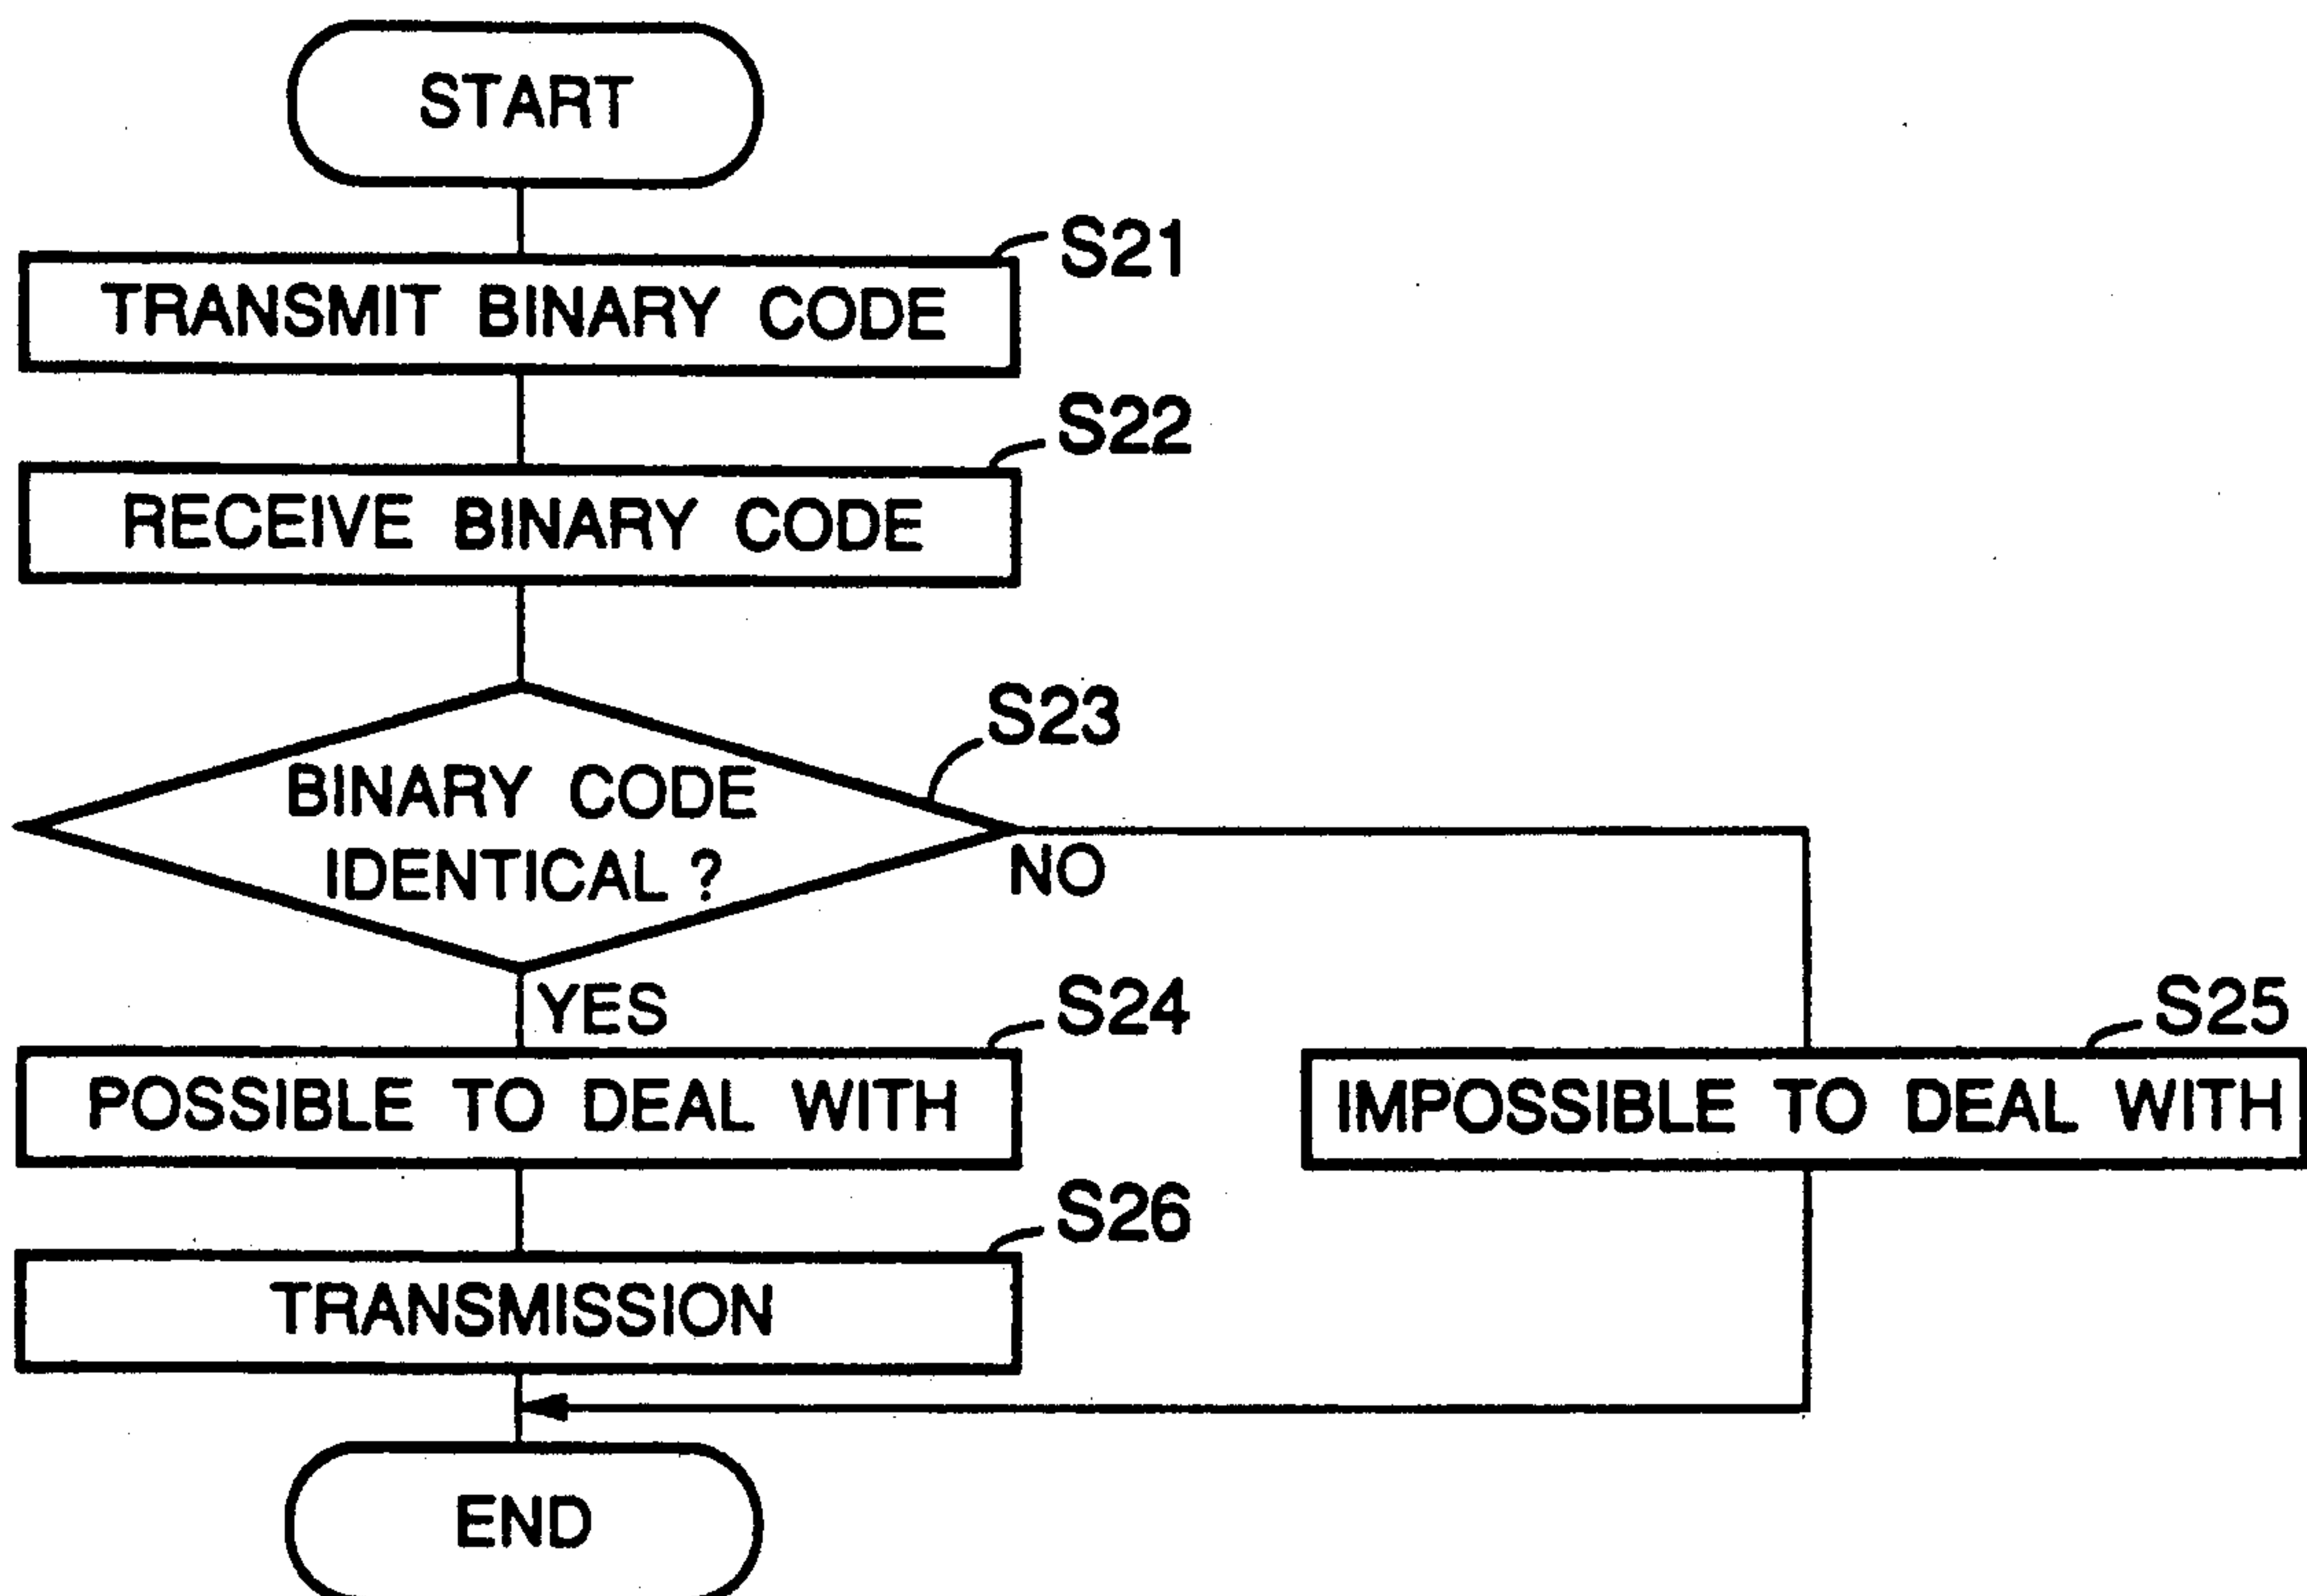 START
S21
TRANSMIT BINARY CODE
S22
RECEIVE BINARY CODE
S23
BINARY CODE
IDENTICAL ?
NO
YES
S24
POSSIBLE TO DEAL WITH
S25
IMPOSSIBLE TO DEAL WITH
S26
TRANSMISSION
END